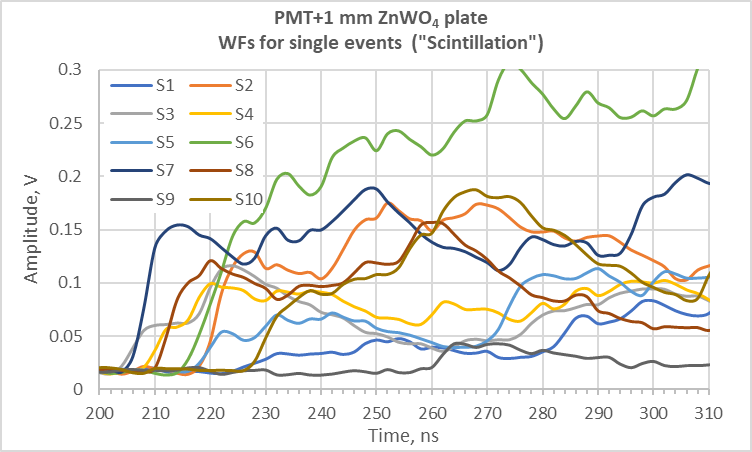 PMT+1 mm ZnWO4 plate
WFs for single events ("Scintillation")
0.3
0.25
0.2
0.15
0.1
0.05
0
Amplitude, V
S1 S2
S3 S4
S5 S6
S7 S8
S9 S10
200 210 220 230 240 250 260 270 280 290 300 310
Time, ns